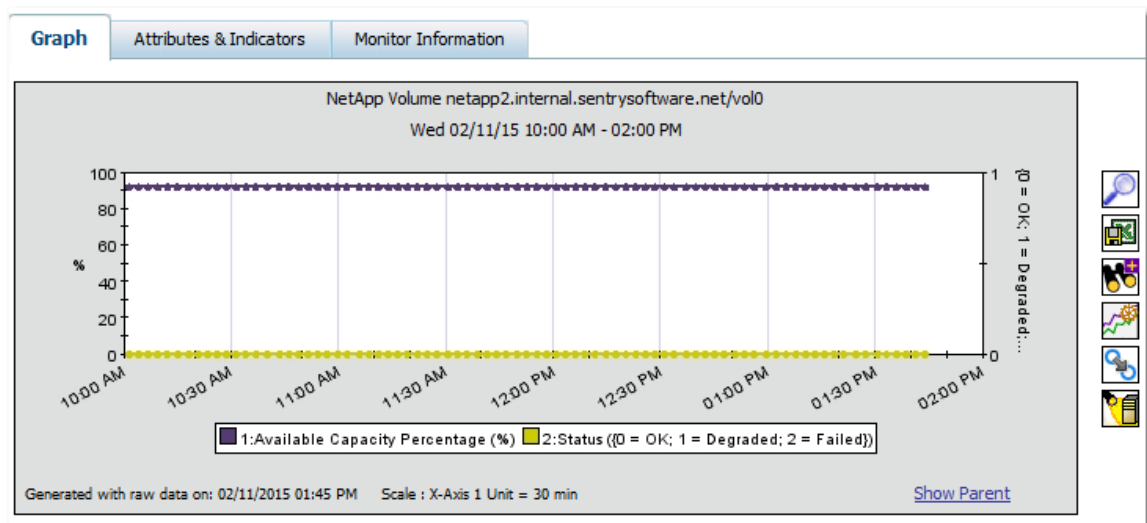 Graph Attributes & Indicators Monitor Information
NetApp Volume netapp2.internal.sentrysoftware.net/vol0
Wed 02/11/15 10:00 AM - 02:00 PM
100
80
60
40
20
0
%
1
0
{0 = OK; 1 = Degraded;...
10:00 AM 10:30 AM 11:00 AM 11:30 AM 12:00 PM 12:30 PM 01:00 PM 01:30 PM 02:00 PM
1:Available Capacity Percentage (%) 2:Status ({0 = OK; 1 = Degraded; 2 = Failed})
Generated with raw data on: 02/11/2015 01:45 PM Scale : X-Axis 1 Unit = 30 min Show Parent